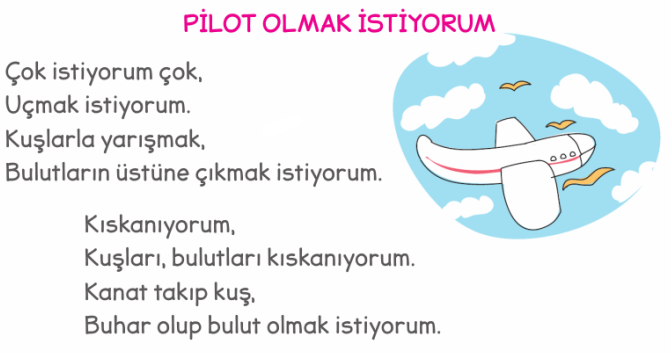 PİLOT OLMAK İSTİYORUM
Çok istiyorum çok,
Uçmak istiyorum.
Kuşlarla yarışmak,
Bulutların üstüne çıkmak istiyorum.
Kıskanıyorum,
Kuşları, bulutları kıskanıyorum.
Kanat takıp kuş,
Buhar olup bulut olmak istiyorum.